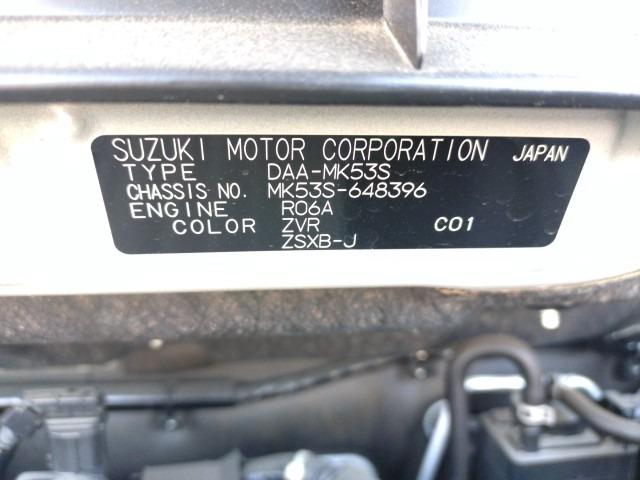 SUZUKI MOTOR CORPORATION JAPAN
TYPE DAA-MK53S
CHASSIS NO. MK53S-648396
ENGINE R06A
COLOR ZVR C01
ZSXB-J